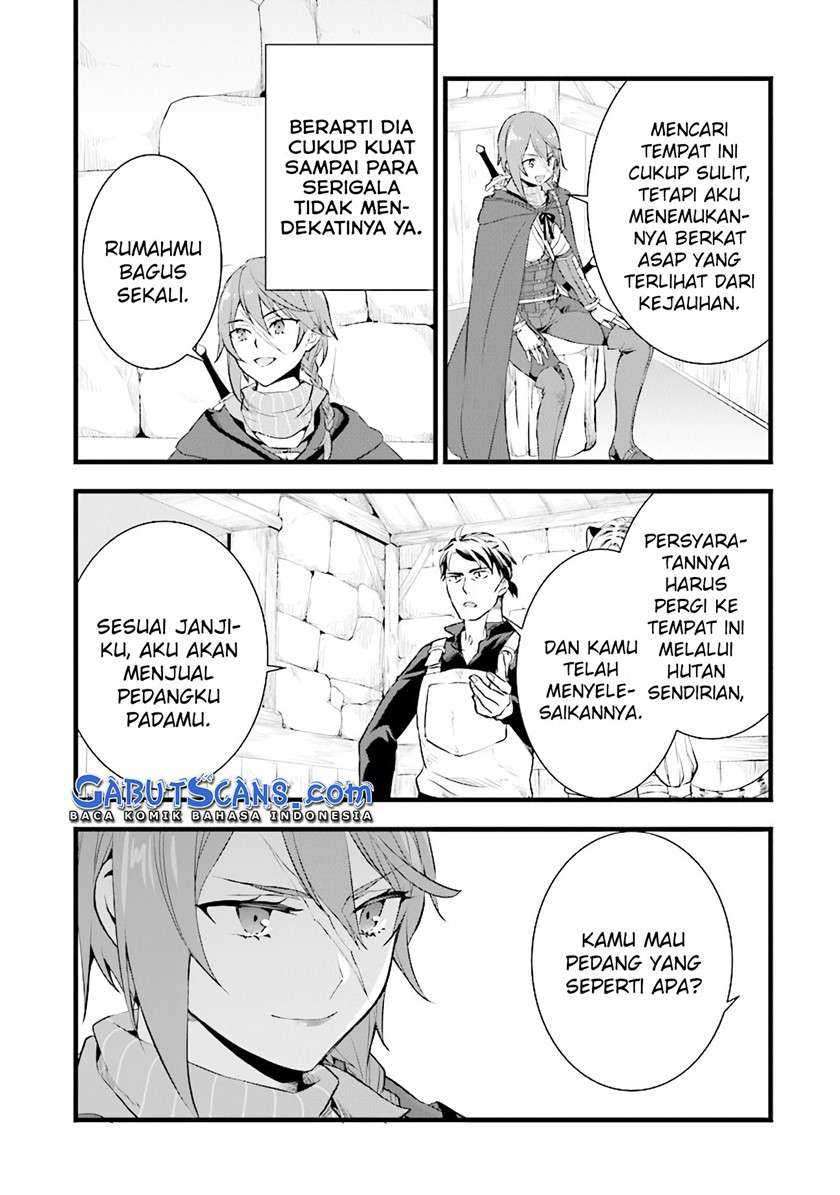 MENCARI
TEMPAT INI
CUKUP SULIT,
TETAPI AKU
MENEMUKAN-
NYA BERKAT
ASAP YANG
TERLIHAT DARI
KEJAUHAN.
BERARTI DIA
CUKUP KUAT
SAMPAI PARA
SERIGALA
TIDAK MEN-
DEKATINYA YA.
RUMAHMU
BAGUS
SEKALI.
PERSYARA-
TANNYA
HARUS
PERGI KE
TEMPAT INI
MELALUI
HUTAN
SENDIRIAN,
DAN KAMU
TELAH
MENYELE-
SAIKANNYA.
SESUAI JANJI-
KU, AKU AKAN
MENJUAL
PEDANGKU
PADAMU.
GABUTSCANS.COM
BACA KOMIK BAHASA INDONESIA
KAMU MAU
PEDANG YANG
SEPERTI APA?